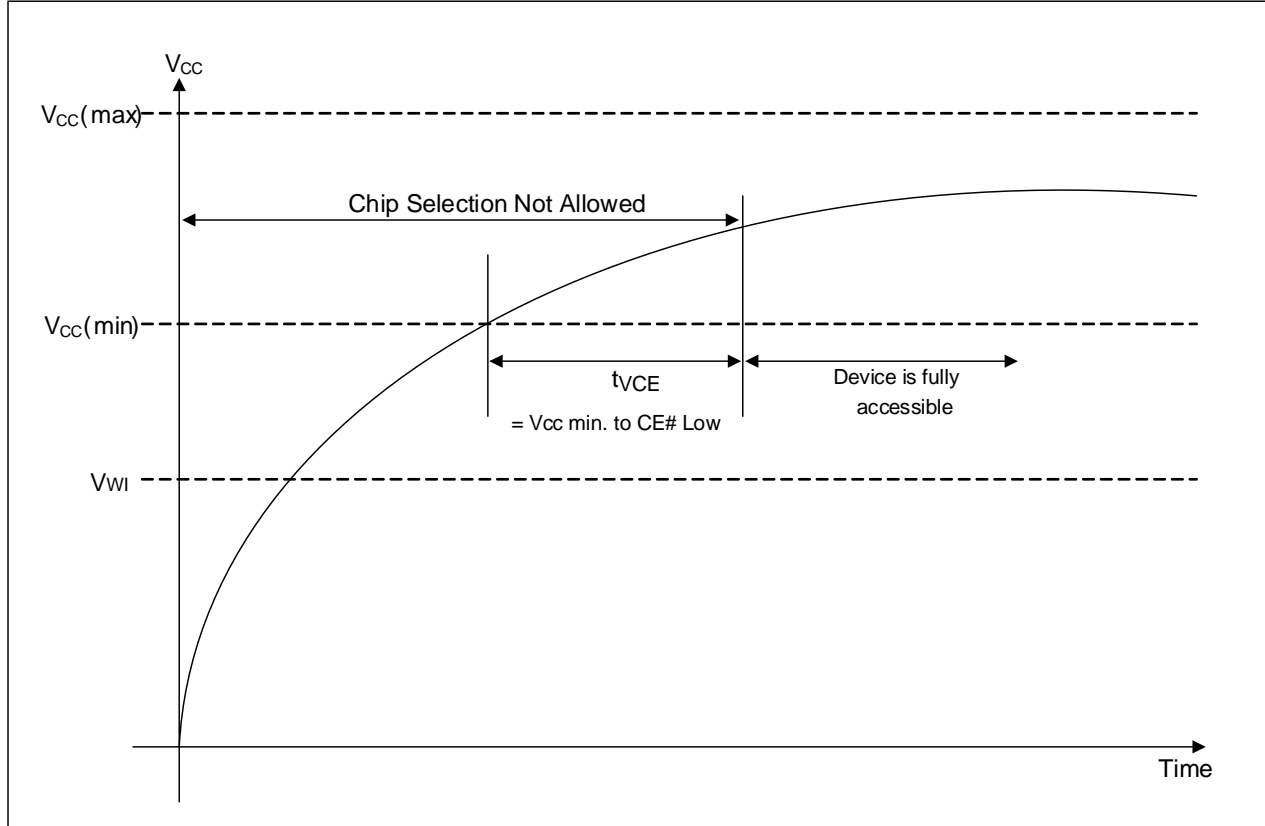 VCC
VCC(max)
Chip Selection Not Allowed
VCC(min)
tVCE
= Vcc min. to CE# Low
Device is fully
accessible
VWI
Time